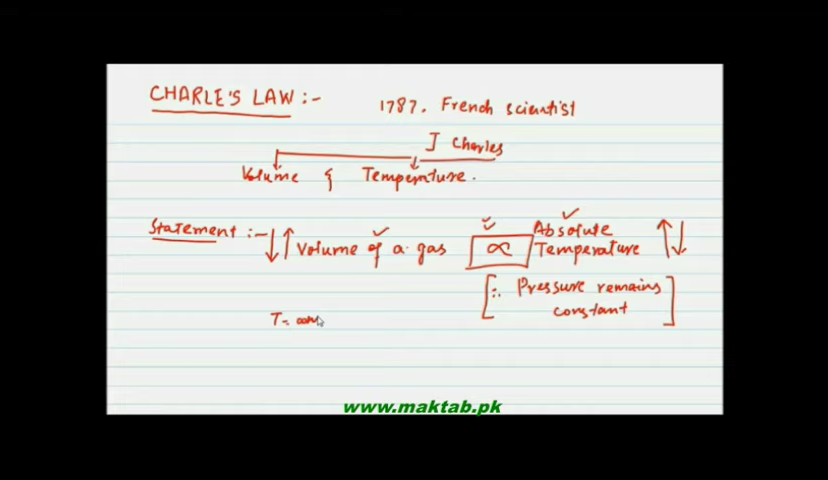 CHARLE'S LAW :-
1787. French scientist
J Charles
Volume & Temperature.
Statement :- Volume of a gas ∝ Absolute Temperature
[∴ Pressure remains constant]
T=
www.maktab.pk